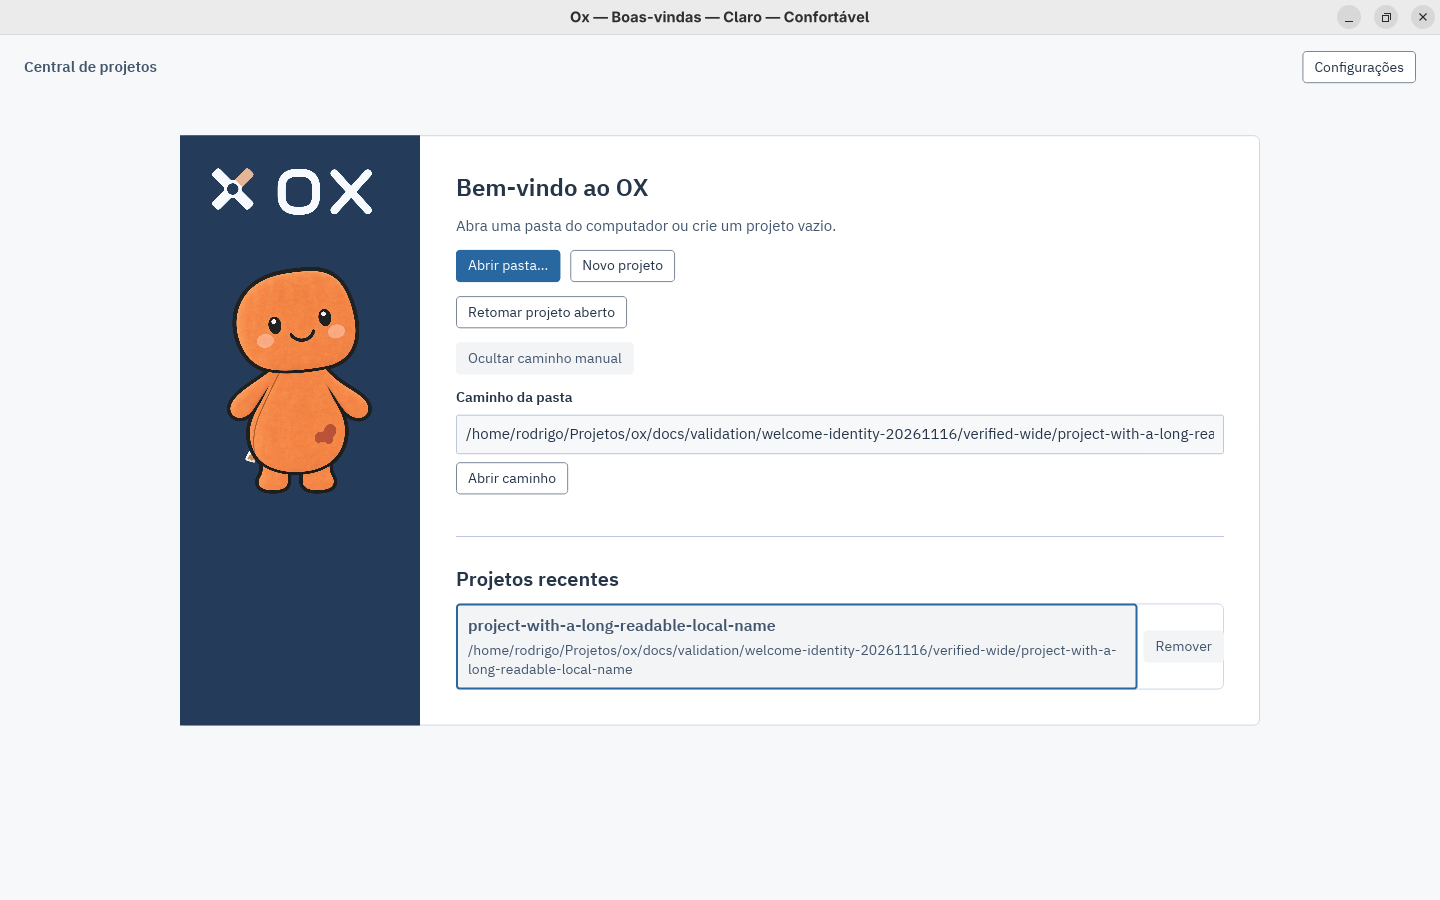 Ox — Boas-vindas — Claro — Confortável
Central de projetos
Configurações
OX
Bem-vindo ao OX
Abra uma pasta do computador ou crie um projeto vazio.
Abrir pasta...
Novo projeto
Retomar projeto aberto
Ocultar caminho manual
Caminho da pasta
/home/rodrigo/Projetos/ox/docs/validation/welcome-identity-20261116/verified-wide/project-with-a-long-rea
Abrir caminho
Projetos recentes
project-with-a-long-readable-local-name
/home/rodrigo/Projetos/ox/docs/validation/welcome-identity-20261116/verified-wide/project-with-a-
long-readable-local-name
Remover